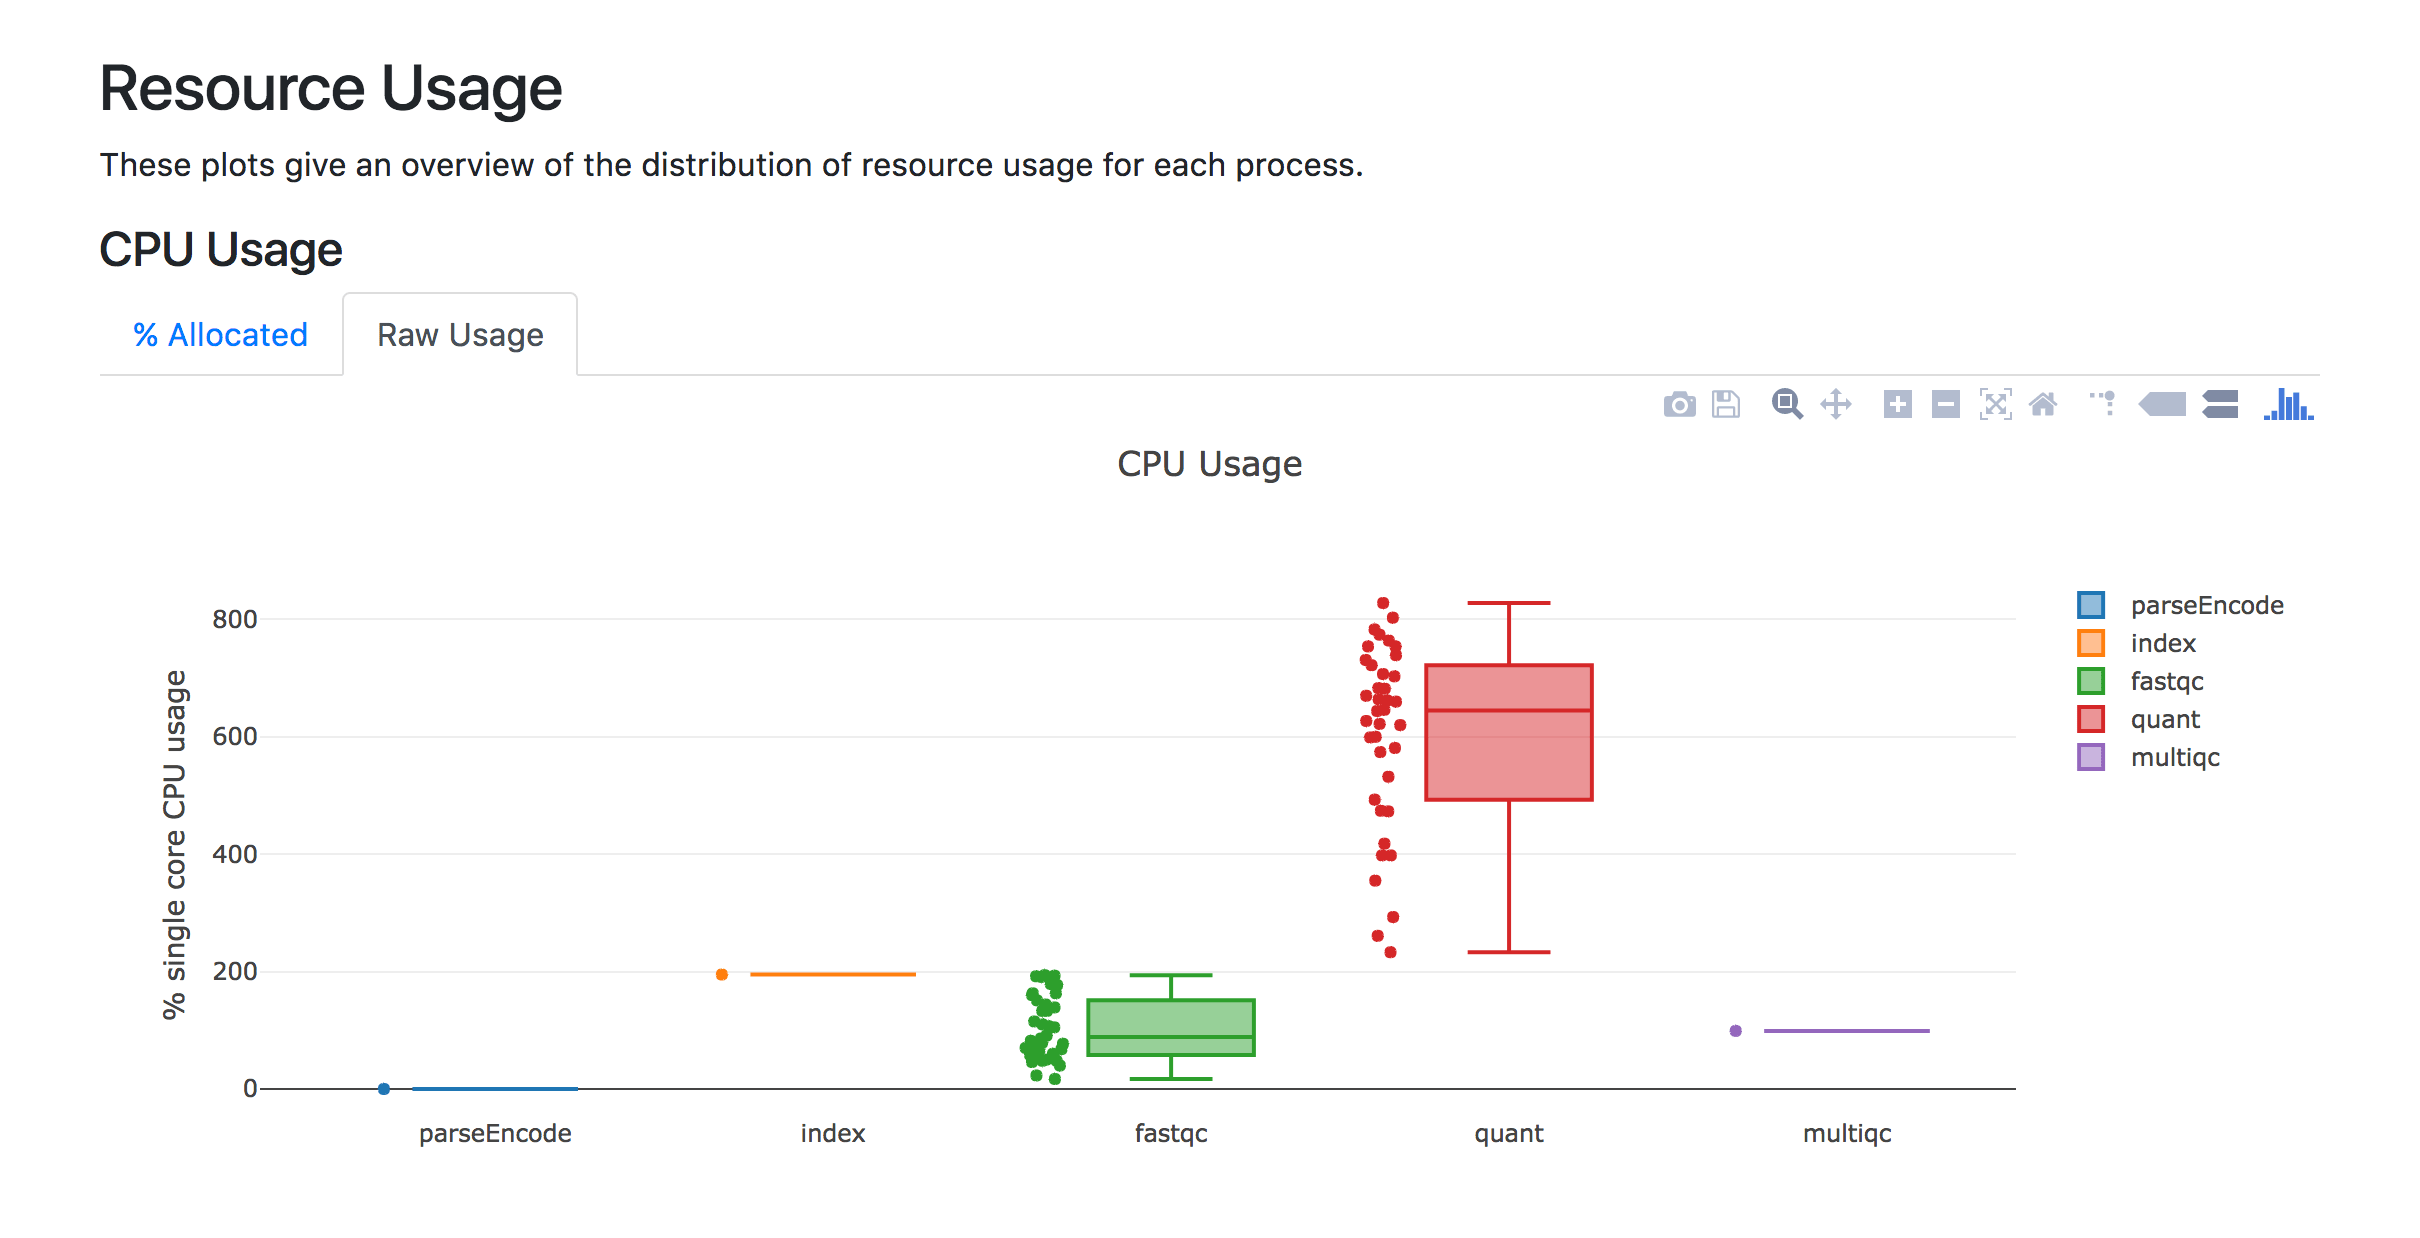 Resource Usage
These plots give an overview of the distribution of resource usage for each process.
CPU Usage
% Allocated
Raw Usage
CPU Usage
% single core CPU usage
800
600
400
200
0
parseEncode
index
fastqc
quant
multiqc
parseEncode
index
fastqc
quant
multiqc